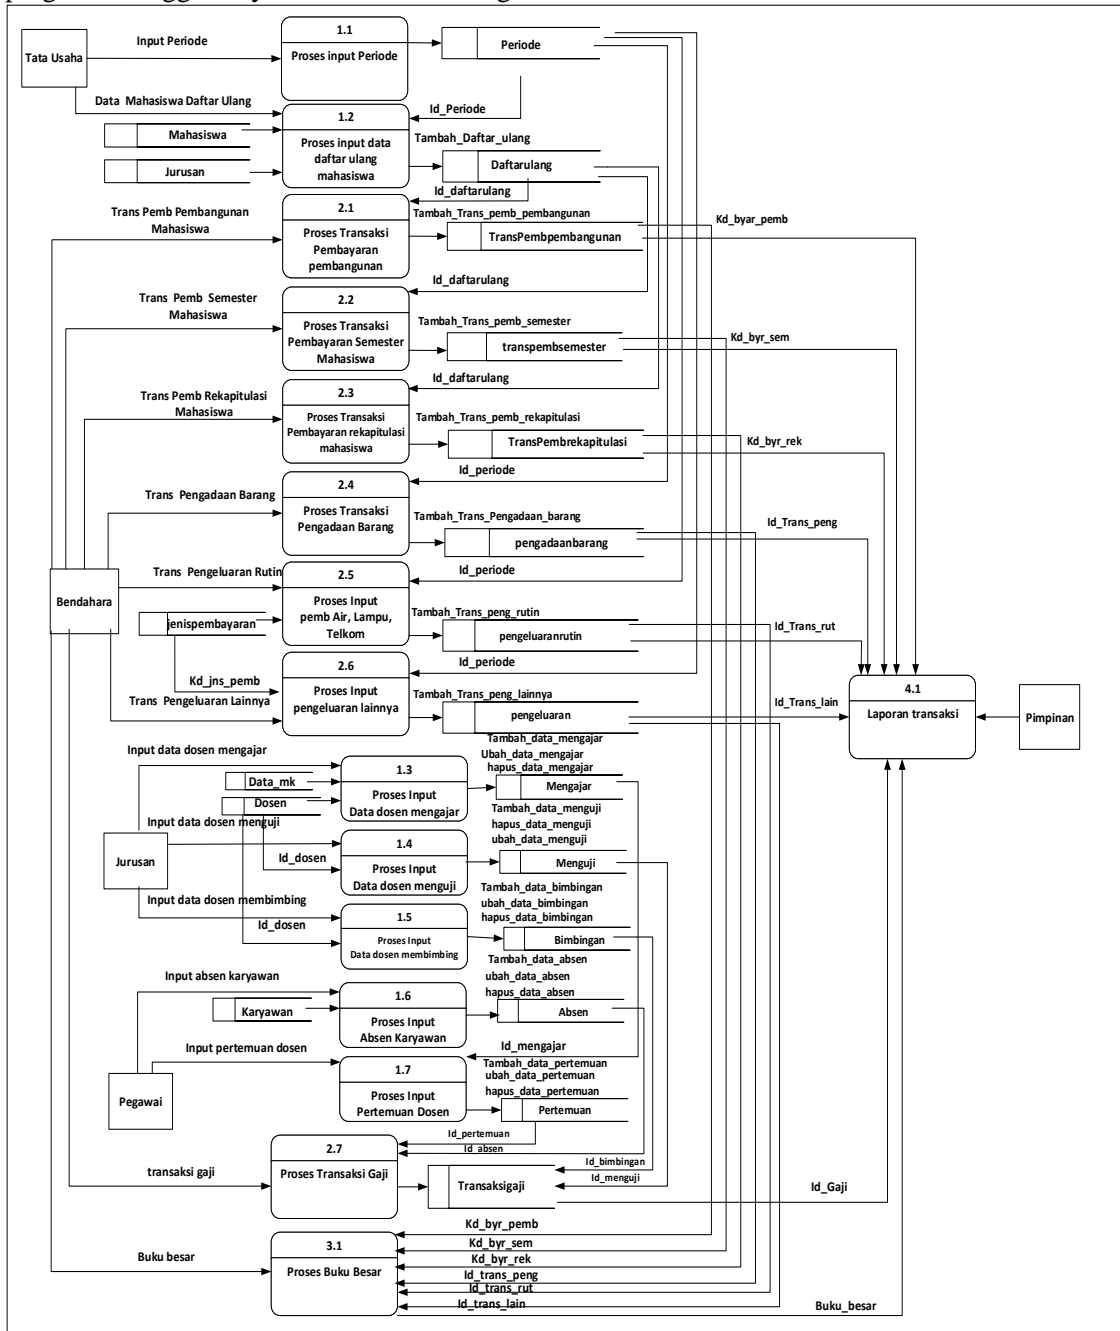 Input Periode
1.1
Proses input Periode
Periode
Tata Usaha
Data Mahasiswa Daftar Ulang
Id_Periode
1.2
Proses input data
daftar ulang
mahasiswa
Mahasiswa
Jurusan
Tambah_Daftar_ulang
Daftarulang
Id_daftarulang
Trans Pemb Pembangunan
Mahasiswa
2.1
Proses Transaksi
Pembayaran
pembangunan
Tambah_Trans_pemb_pembangunan
TransPembpembangunan
Kd_byar_pemb
Id_daftarulang
Trans Pemb Semester
Mahasiswa
2.2
Proses Transaksi
Pembayaran Semester
Mahasiswa
Tambah_Trans_pemb_semester
transpembsemester
Kd_byr_sem
Id_daftarulang
Trans Pemb Rekapitulasi
Mahasiswa
2.3
Proses Transaksi
Pembayaran rekapitulasi
mahasiswa
Tambah_Trans_pemb_rekapitulasi
TransPembrekapitulasi
Kd_byr_rek
Id_periode
Trans Pengadaan Barang
2.4
Proses Transaksi
Pengadaan Barang
Tambah_Trans_Pengadaan_barang
pengadaanbarang
Id_Trans_peng
Id_periode
Trans Pengeluaran Rutin
Bendahara
2.5
Proses Input
pemb Air, Lampu,
Telkom
jenispembayaran
Tambah_Trans_peng_rutin
pengeluaranrutin
Id_Trans_rut
Id_periode
Kd_jns_pemb
Trans Pengeluaran Lainnya
2.6
Proses Input
pengeluaran lainnya
Tambah_Trans_peng_lainnya
pengeluaran
Id_Trans_lain
4.1
Laporan transaksi
Pimpinan
Input data dosen mengajar
1.3
Proses Input
Data dosen mengajar
Data_mk
Dosen
Tambah_data_mengajar
Ubah_data_mengajar
hapus_data_mengajar
Mengajar
Input data dosen menguji
Jurusan
Id_dosen
1.4
Proses Input
Data dosen menguji
Tambah_data_menguji
hapus_data_menguji
ubah_data_menguji
Menguji
Input data dosen membimbing
Id_dosen
1.5
Proses Input
Data dosen membimbing
Tambah_data_bimbingan
ubah_data_bimbingan
hapus_data_bimbingan
Bimbingan
Input absen karyawan
Karyawan
1.6
Proses Input
Absen Karyawan
Tambah_data_absen
ubah_data_absen
hapus_data_absen
Absen
Input pertemuan dosen
Pegawai
Id_mengajar
1.7
Proses Input
Pertemuan Dosen
Tambah_data_pertemuan
ubah_data_pertemuan
hapus_data_pertemuan
Pertemuan
Id_pertemuan
Id_absen
transaksi gaji
2.7
Proses Transaksi Gaji
Transaksigaji
Id_bimbingan
Id_menguji
Id_Gaji
Buku besar
3.1
Proses Buku Besar
Kd_byr_pemb
Kd_byr_sem
Kd_byr_rek
Id_trans_peng
Id_trans_rut
Id_trans_lain
Buku_besar